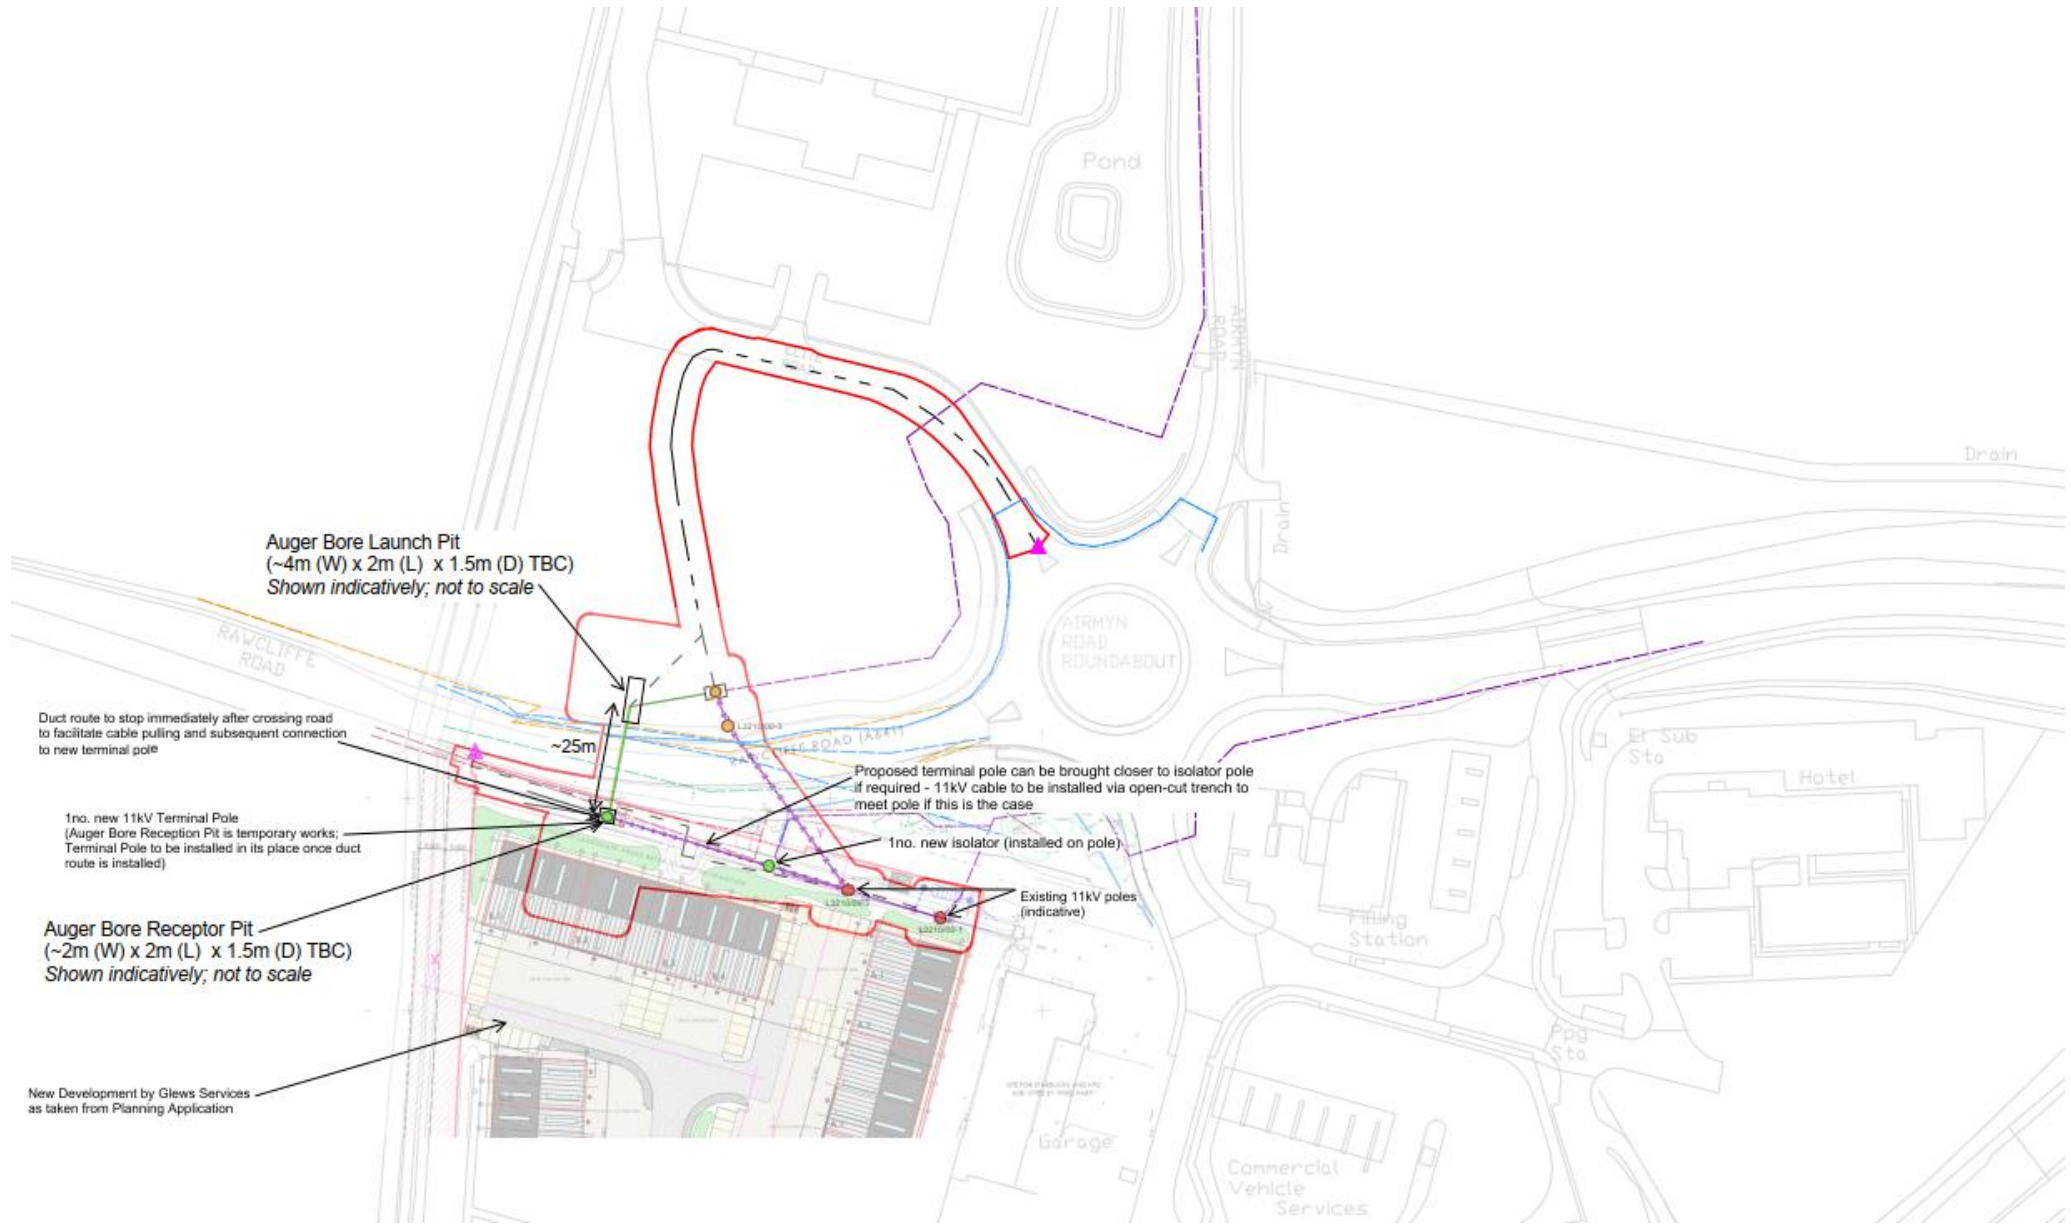 Pond
ELITE
ROAD
AIRMYN
ROAD
Drain
Drain
Auger Bore Launch Pit
(~4m (W) x 2m (L) x 1.5m (D) TBC)
Shown indicatively; not to scale
RAWCLIFFE
ROAD
AIRMYN
ROAD
ROUNDABOUT
Duct route to stop immediately after crossing road
to facilitate cable pulling and subsequent connection
to new terminal pole
~25m
RAWCLIFFE ROAD (A614)
El Sub
Sta
Hotel
Proposed terminal pole can be brought closer to isolator pole
if required - 11kV cable to be installed via open-cut trench to
meet pole if this is the case
1no. new 11kV Terminal Pole
(Auger Bore Reception Pit is temporary works;
Terminal Pole to be installed in its place once duct
route is installed)
1no. new isolator (installed on pole)
Existing 11kV poles
(indicative)
Filling
Station
Auger Bore Receptor Pit
(~2m (W) x 2m (L) x 1.5m (D) TBC)
Shown indicatively; not to scale
Ppg
Sta
New Development by Glews Services
as taken from Planning Application
Garage
Commercial
Vehicle
Services